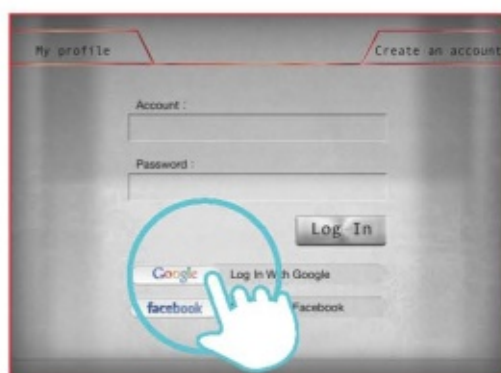 My profile
Create an account
Account :
Password :
Log In
Google Log In With Google
facebook Facebook